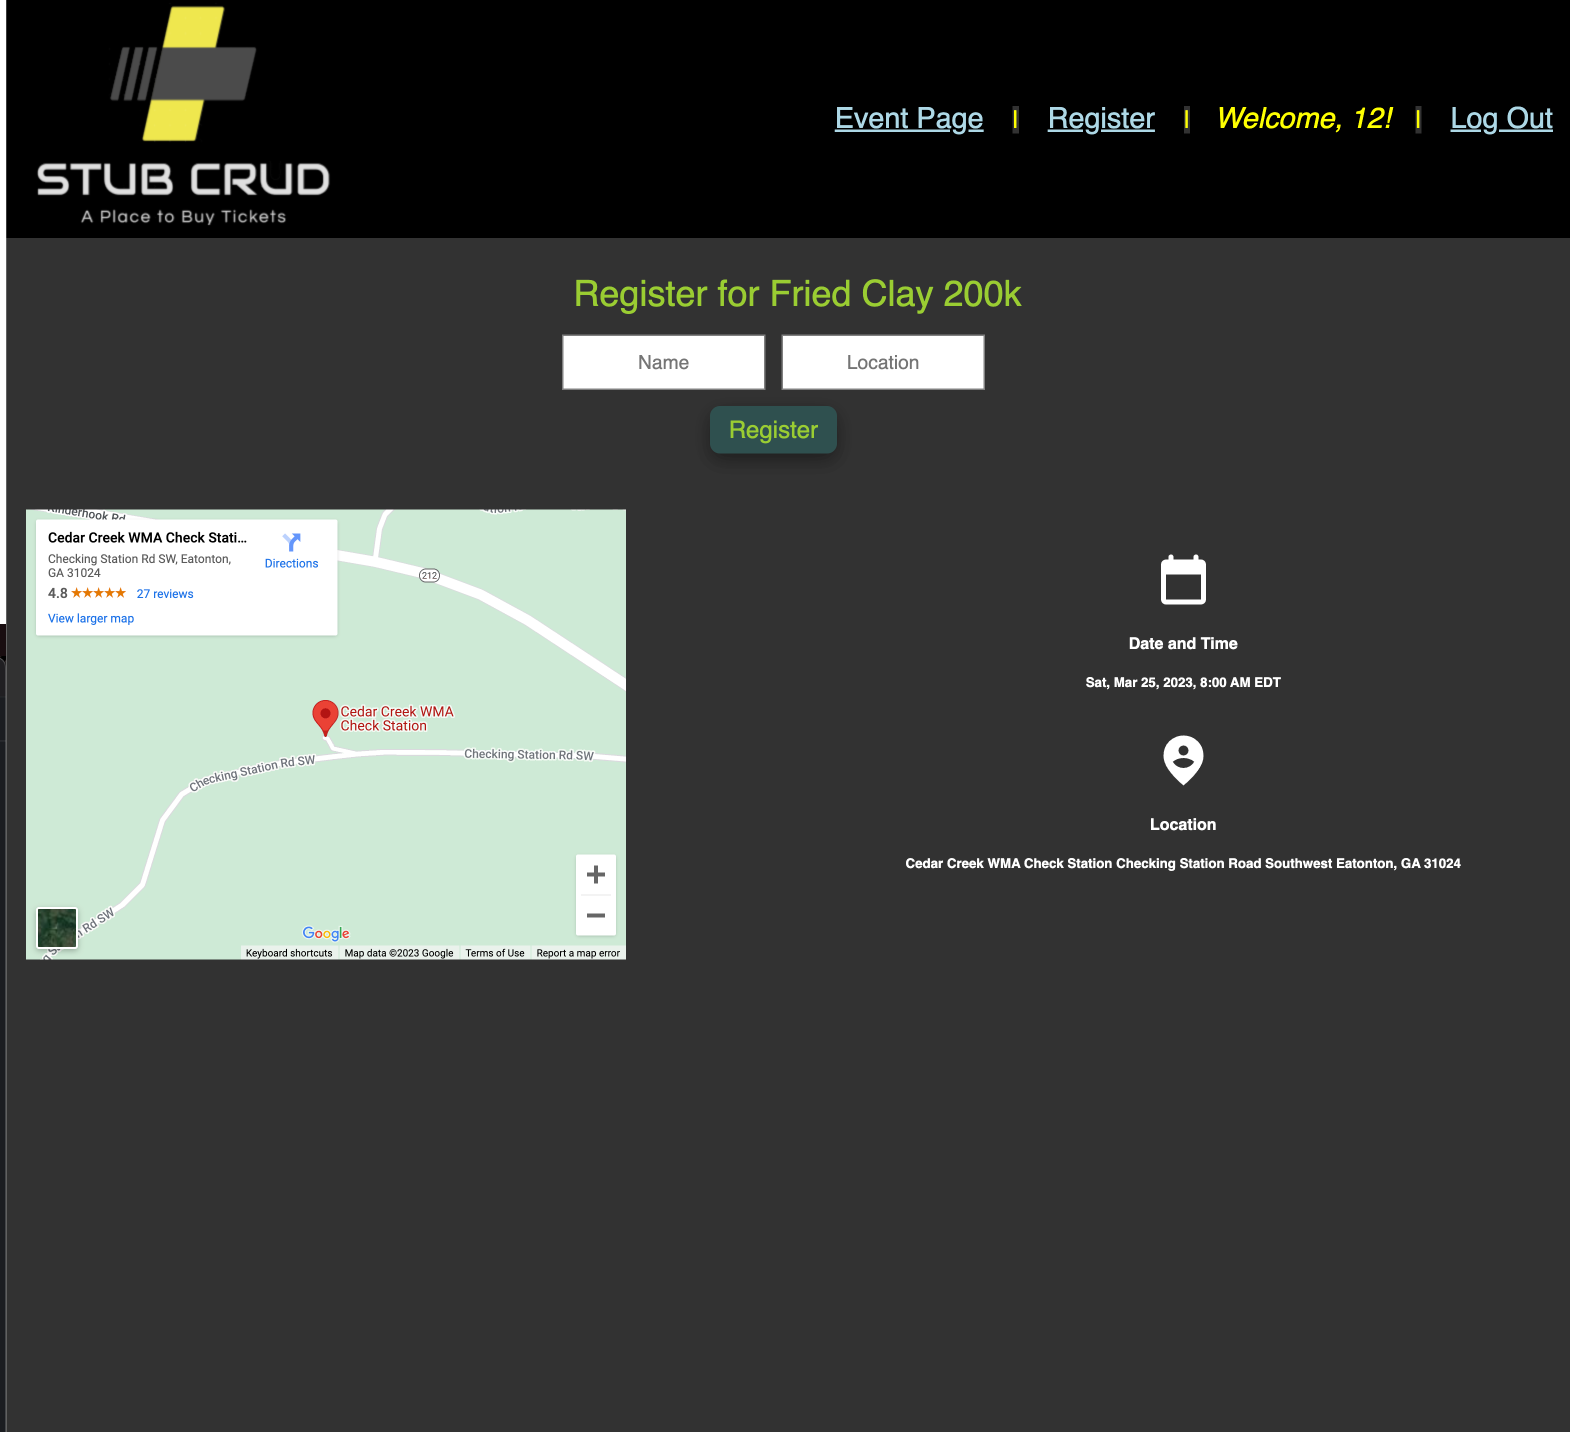 STUB CRUD
A Place to Buy Tickets
Event Page | Register | Welcome, 12! | Log Out
Register for Fried Clay 200k
Name
Location
Register
Kinderhook Rd
Cedar Creek WMA Check Stati...
Directions
Checking Station Rd SW, Eatonton,
GA 31024
4.8 ★★★★★ 27 reviews
View larger map
212
Cedar Creek WMA
Check Station
Checking Station Rd SW
Checking Station Rd SW
Rd SW
Google
Keyboard shortcuts
Map data ©2023 Google
Terms of Use
Report a map error
Date and Time
Sat, Mar 25, 2023, 8:00 AM EDT
Location
Cedar Creek WMA Check Station Checking Station Road Southwest Eatonton, GA 31024